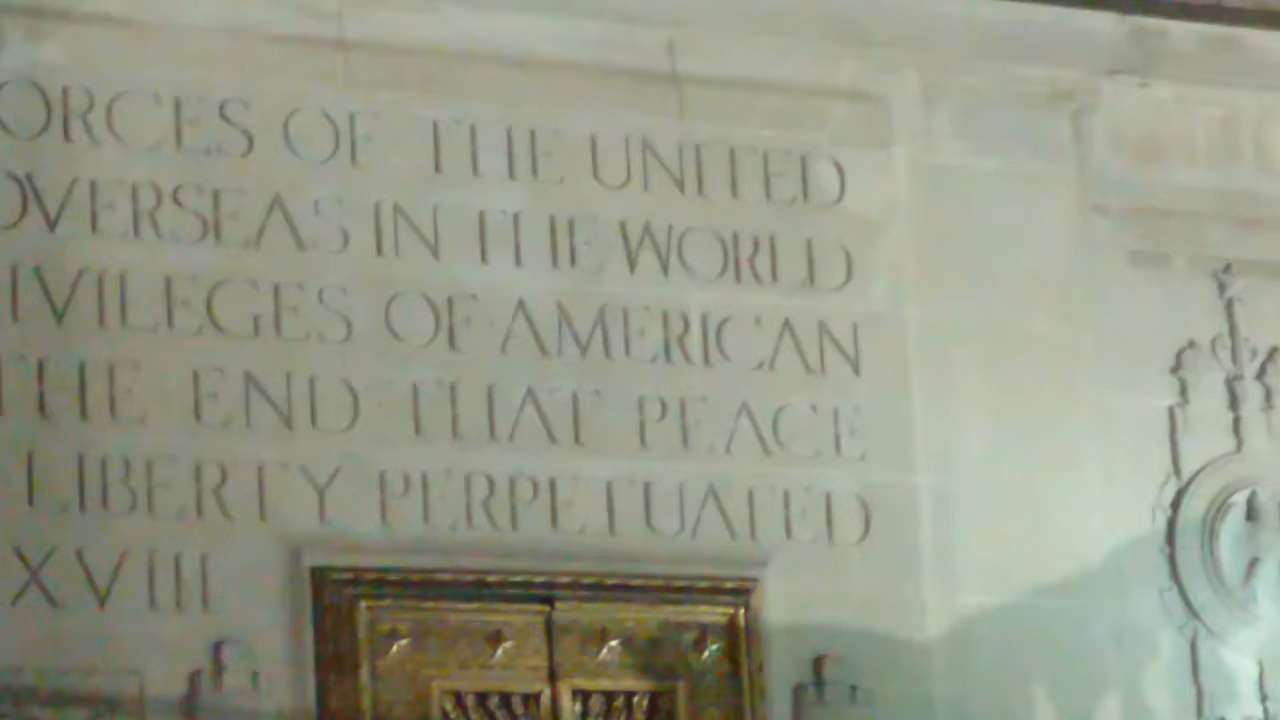 ORCES OF THE UNITED
OVERSEAS IN THE WORLD
IVILEGES OF AMERICAN
THE END THAT PEACE
LIBERTY PERPETUATED
XVIII